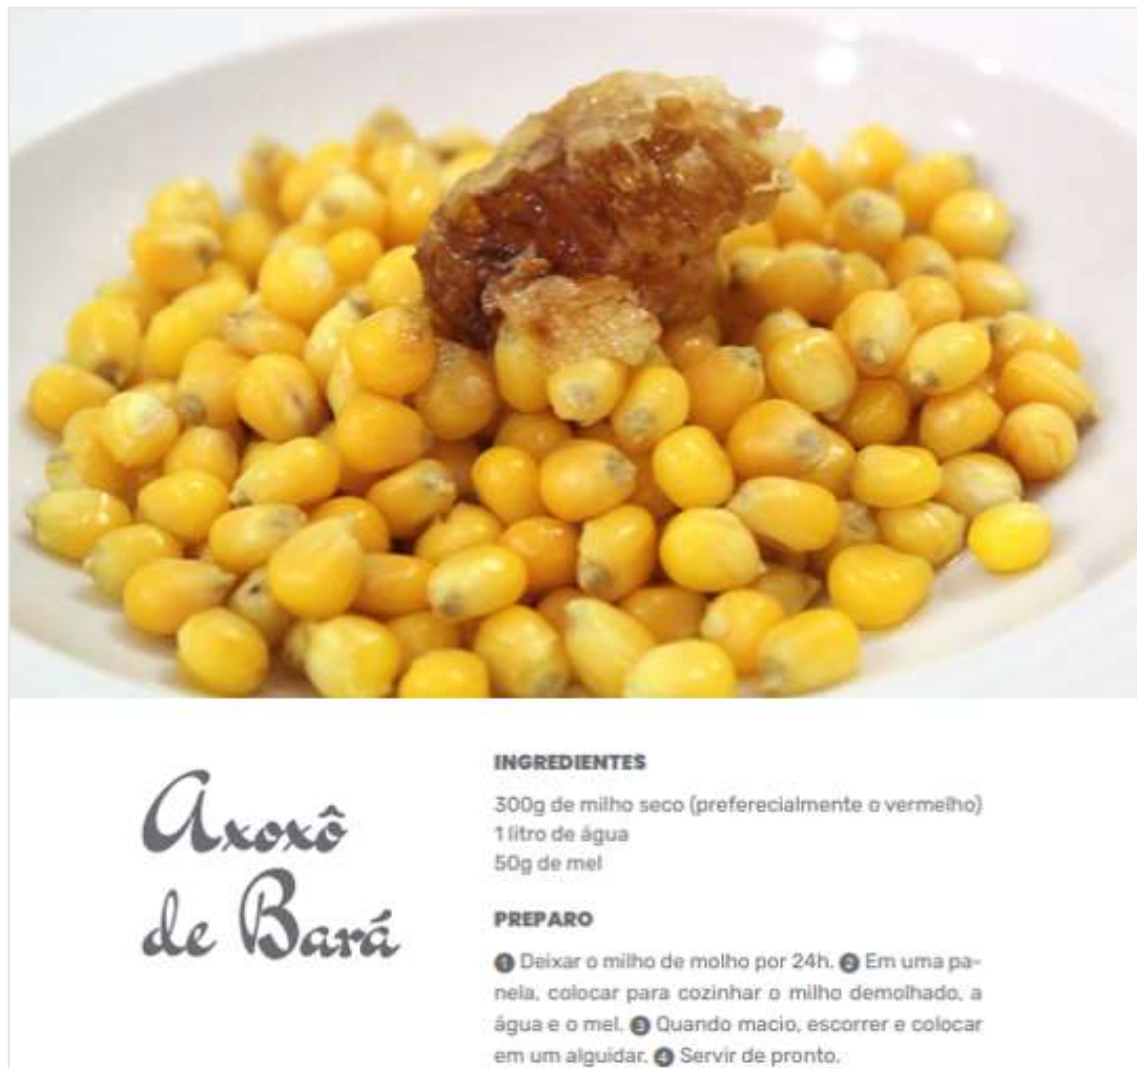 Axoxô
de Bará
INGREDIENTES
300g de milho seco (preferecialmente o vermelho)
1 litro de água
50g de mel
PREPARO
1 Deixar o milho de molho por 24h. 2 Em uma pa-
nela, colocar para cozinhar o milho demolhado, a
água e o mel. 3 Quando macio, escorrer e colocar
em um alguidar. 4 Servir de pronto.